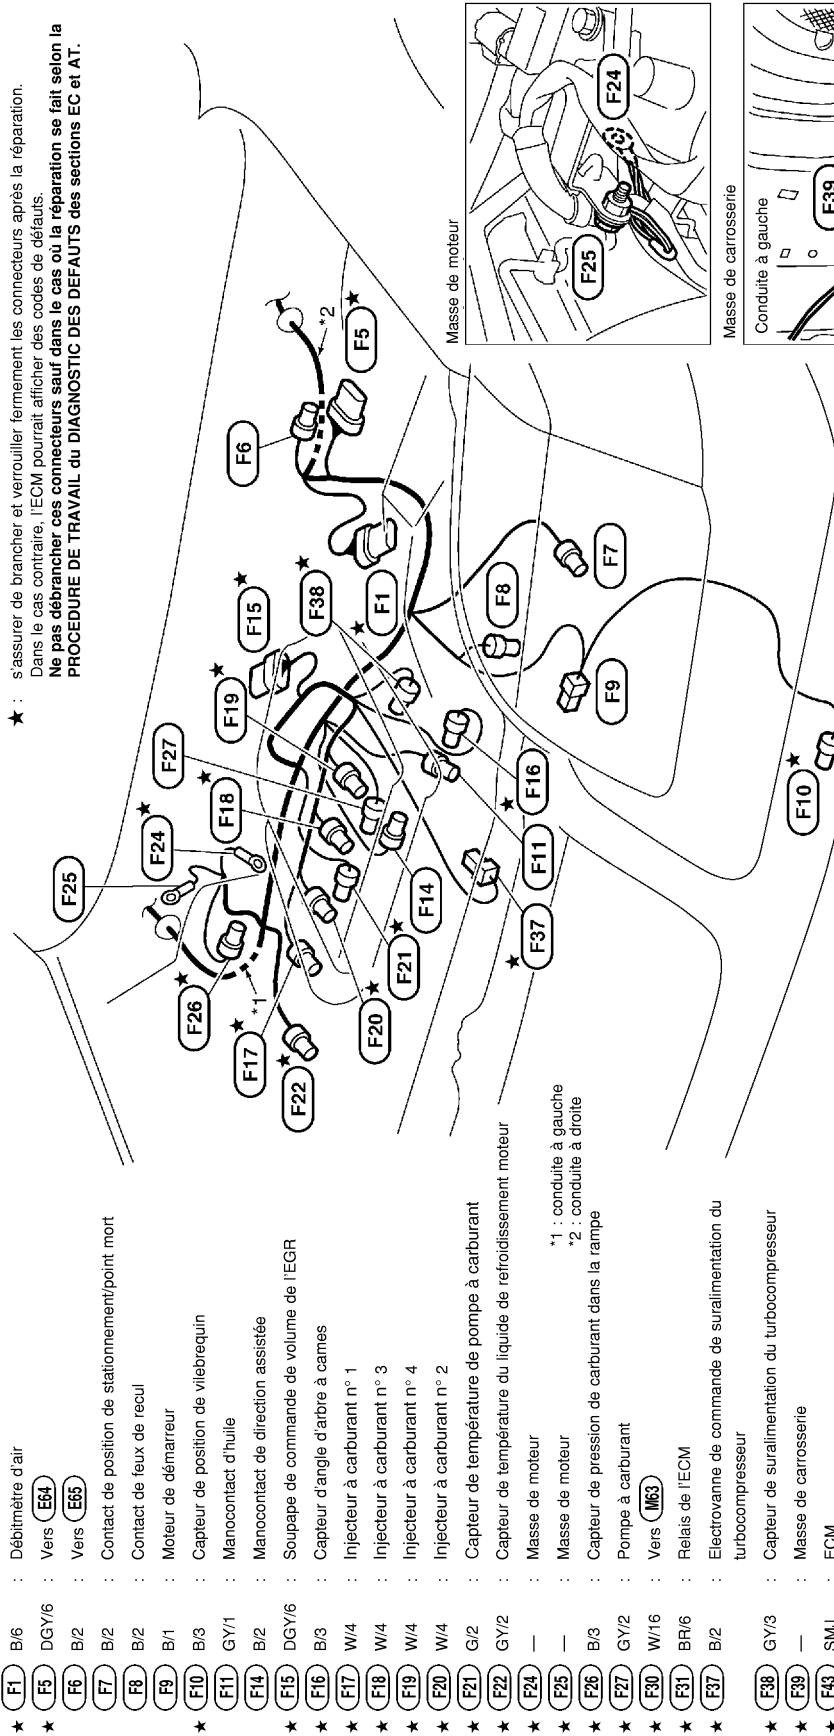 ★ : s'assurer de brancher et verrouiller fermement les connecteurs après la réparation.
Dans le cas contraire, l'ECM pourrait afficher des codes de défauts.
Ne pas débrancher ces connecteurs sauf dans le cas où la réparation se fait selon la
PROCEDURE DE TRAVAIL du DIAGNOSTIC DES DEFAUTS des sections EC et AT.
★ F1 B/6 : Débitmètre d'air
★ F5 DGY/6 : Vers E64
F6 B/2 : Vers E65
F7 B/2 : Contact de position de stationnement/point mort
F8 B/2 : Contact de feux de recul
F9 B/1 : Moteur de démarreur
★ F10 B/3 : Capteur de position de vilebrequin
F11 GY/1 : Manocontact d'huile
F14 B/2 : Manocontact de direction assistée
★ F15 DGY/6 : Soupape de commande de volume de l'EGR
★ F16 B/3 : Capteur d'angle d'arbre à cames
★ F17 W/4 : Injecteur à carburant n° 1
★ F18 W/4 : Injecteur à carburant n° 3
★ F19 W/4 : Injecteur à carburant n° 4
★ F20 W/4 : Injecteur à carburant n° 2
★ F21 G/2 : Capteur de température de pompe à carburant
★ F22 GY/2 : Capteur de température du liquide de refroidissement moteur
★ F24 — : Masse de moteur
★ F25 — : Masse de moteur
★ F26 B/3 : Capteur de pression de carburant dans la rampe
★ F27 GY/2 : Pompe à carburant
★ F30 W/16 : Vers M63
★ F31 BR/6 : Relais de l'ECM
★ F37 B/2 : Electrovanne de commande de suralimentation du
turbocompresseur
★ F38 GY/3 : Capteur de suralimentation du turbocompresseur
★ F39 — : Masse de carrosserie
★ F43 SMJ : ECM
*1 : conduite à gauche
*2 : conduite à droite
F25
F24 ★
F26 ★
*1
F17 ★
F22 ★
F20 ★
F21 ★
F18 ★
F27
F19 ★
F15 ★
F38 ★
F1 ★
F6
*2
F5 ★
F14
F37 ★
F11
F16 ★
F8
F7
F9
F10 ★
Masse de moteur
F25
F24
Masse de carrosserie
Conduite à gauche
F39